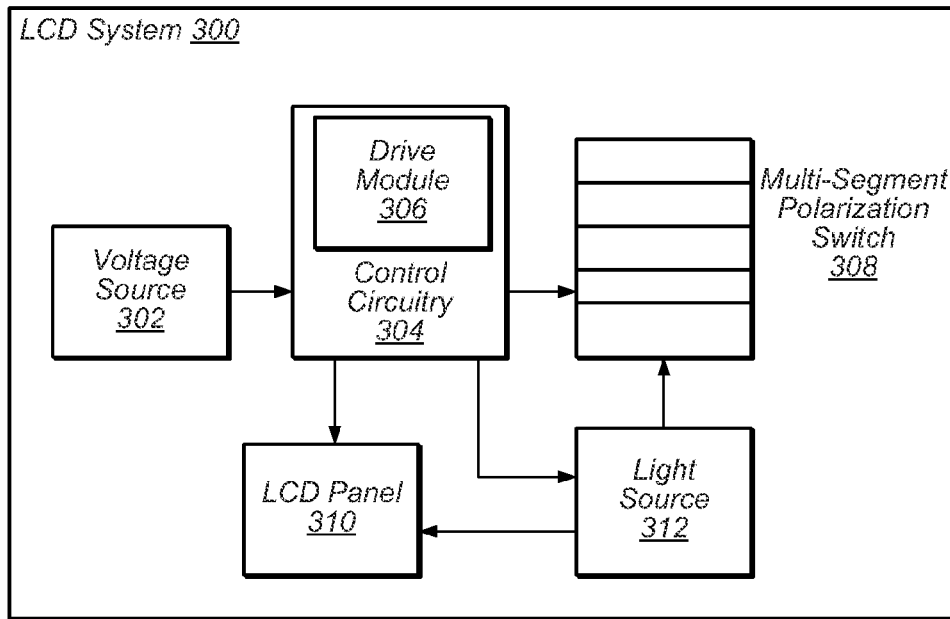 LCD System 300
Drive
Module
306
Control
Circuitry
304
Voltage
Source
302
Multi-Segment
Polarization
Switch
308
LCD Panel
310
Light
Source
312